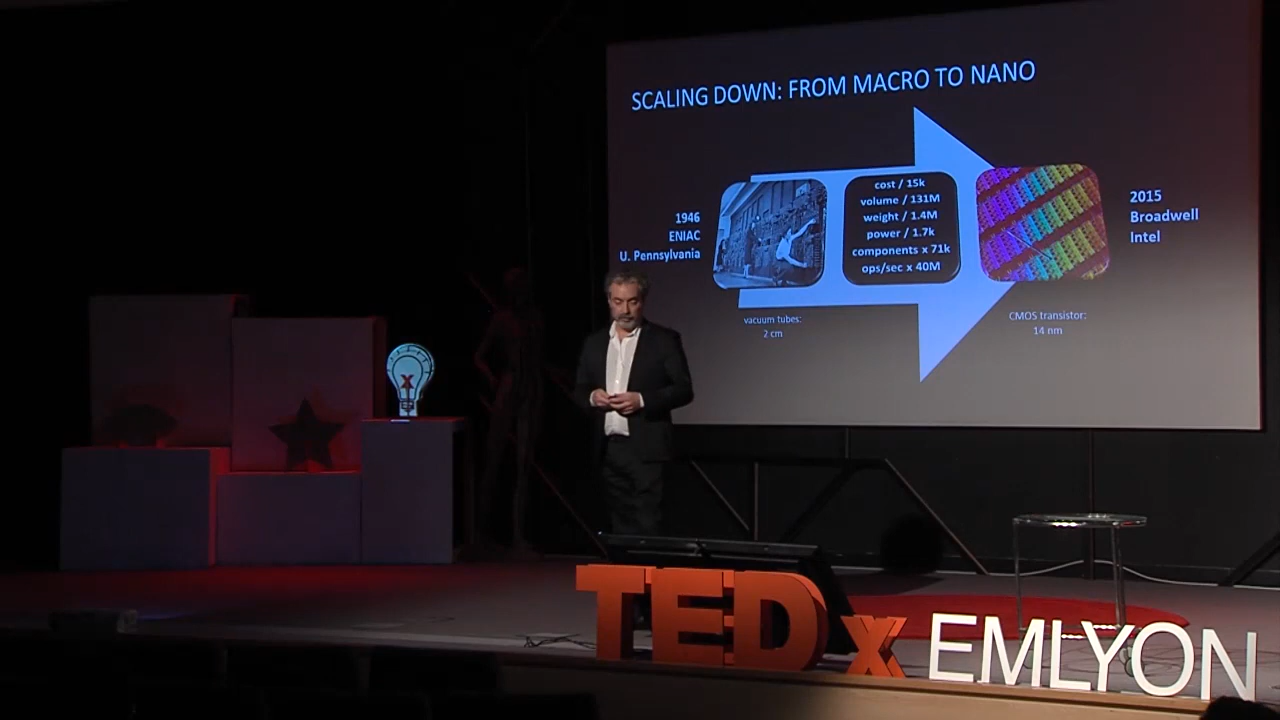 SCALING DOWN: FROM MACRO TO NANO
1946
ENIAC
U. Pennsylvania
cost / 15k
volume / 131M
weight / 1.4M
power / 1.7k
components x 71k
ops/sec x 40M
2015
Broadwell
Intel
vacuum tubes:
2 cm
CMOS transistor:
14 nm
X
TEDx EMLYON